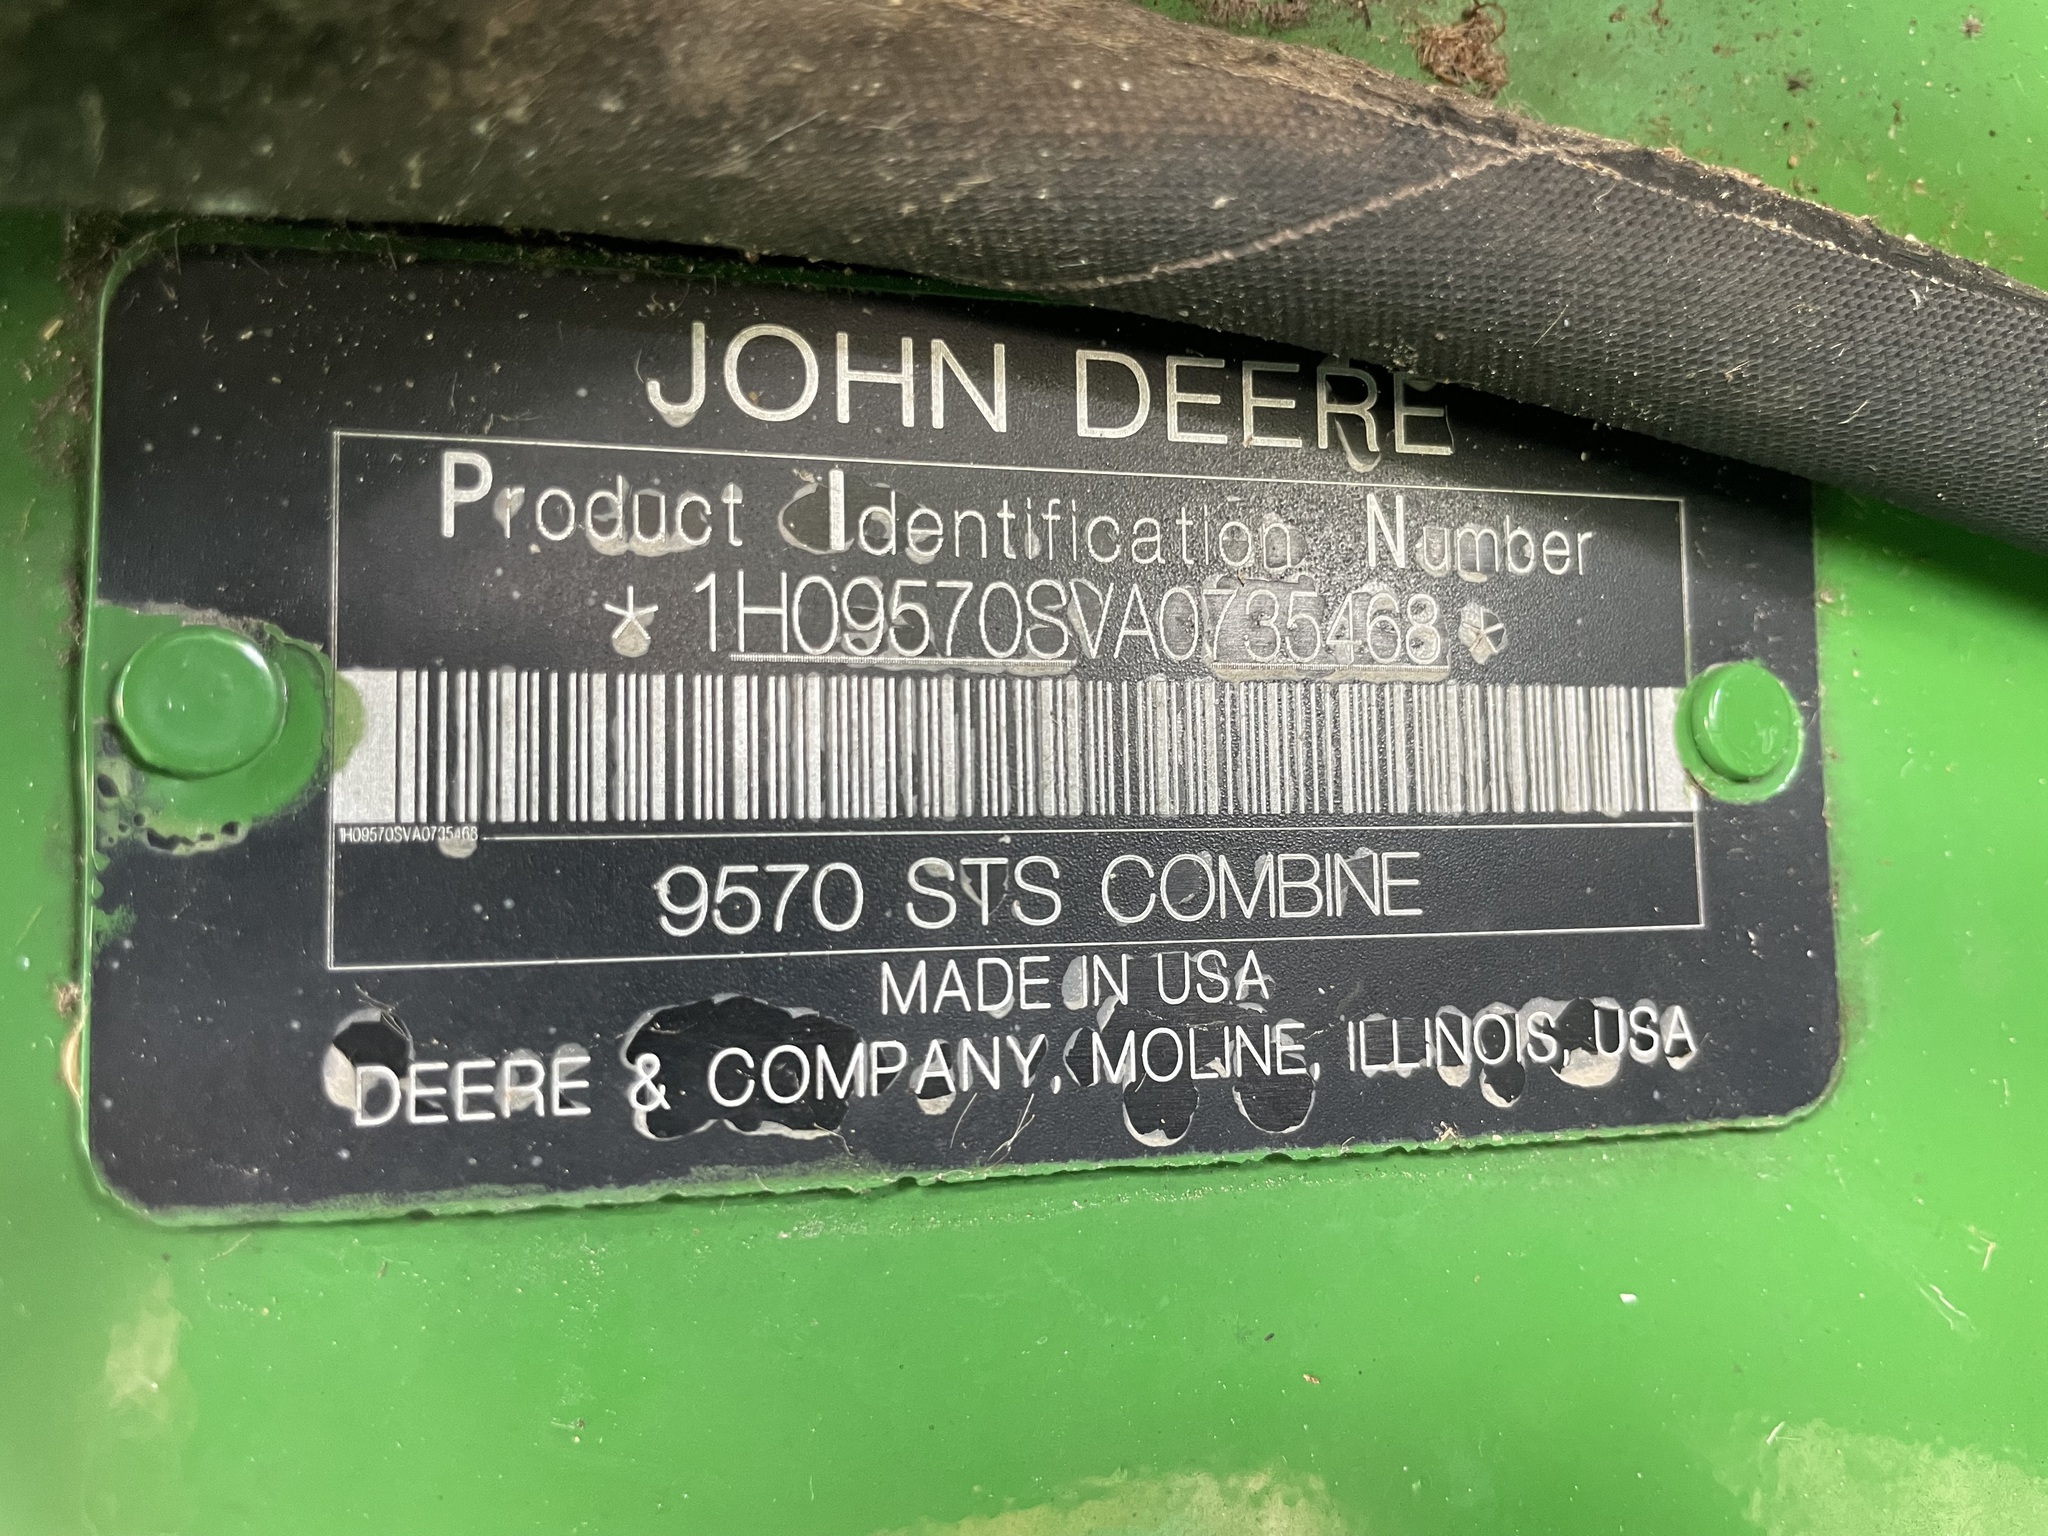 JOHN DEERE
Product Identification Number
* 1H09570SVA0735468 *
1H09570SVA0735468
9570 STS COMBINE
MADE IN USA
DEERE & COMPANY, MOLINE, ILLINOIS, USA